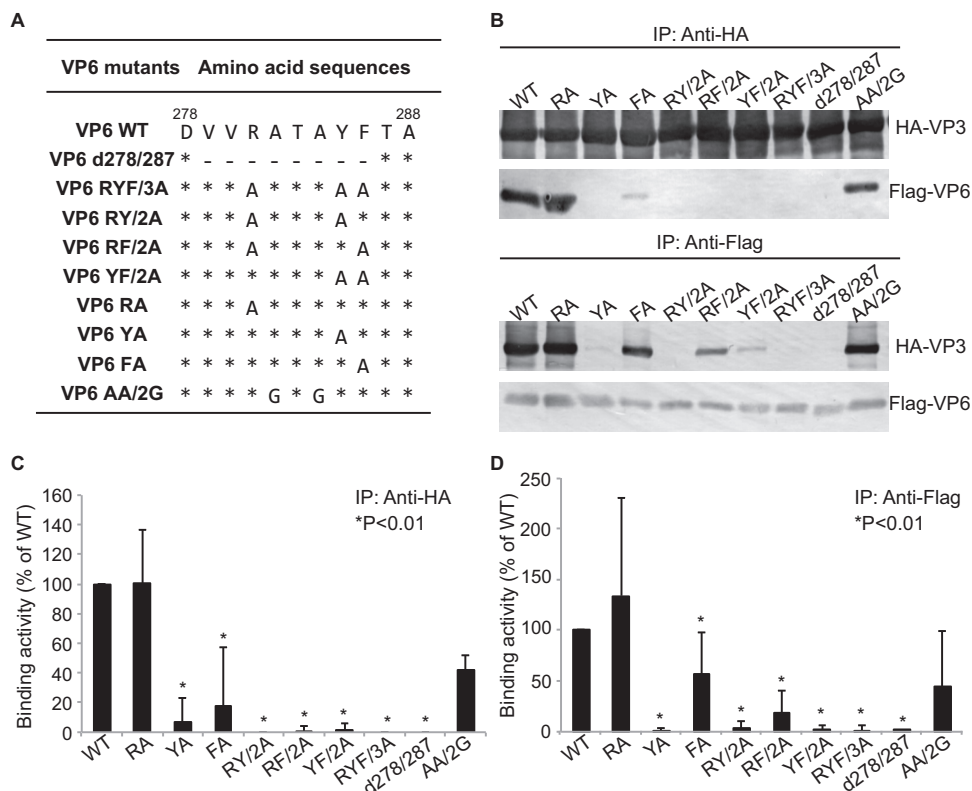 A
VP6 mutants Amino acid sequences
278 288
VP6 WT D V V R A T A Y F T A
VP6 d278/287 * - - - - - - - - * *
VP6 RYF/3A * * * A * * * A A * *
VP6 RY/2A * * * A * * * A * * *
VP6 RF/2A * * * A * * * * A * *
VP6 YF/2A * * * * * * * A A * *
VP6 RA * * * A * * * * * * *
VP6 YA * * * * * * * A * * *
VP6 FA * * * * * * * * A * *
VP6 AA/2G * * * * G * G * * * *
B
IP: Anti-HA
WT RA YA FA RY/2A RF/2A YF/2A RYF/3A d278/287 AA/2G
HA-VP3
Flag-VP6
IP: Anti-Flag
WT RA YA FA RY/2A RF/2A YF/2A RYF/3A d278/287 AA/2G
HA-VP3
Flag-VP6
C
Binding activity (% of WT)
160
140
120
100
80
60
40
20
0
IP: Anti-HA
*P<0.01
* * * * * * *
WT RA YA FA RY/2A RF/2A YF/2A RYF/3A d278/287 AA/2G
D
Binding activity (% of WT)
250
200
150
100
50
0
IP: Anti-Flag
*P<0.01
* * * * * * *
WT RA YA FA RY/2A RF/2A YF/2A RYF/3A d278/287 AA/2G